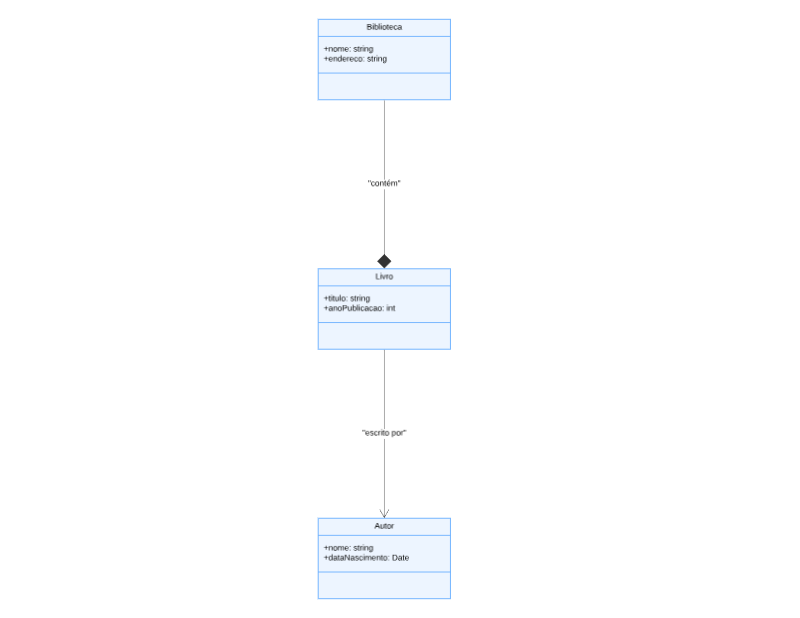 Biblioteca
+nome: string
+endereco: string
"contém"
Livro
+titulo: string
+anoPublicacao: int
"escrito por"
Autor
+nome: string
+dataNascimento: Date